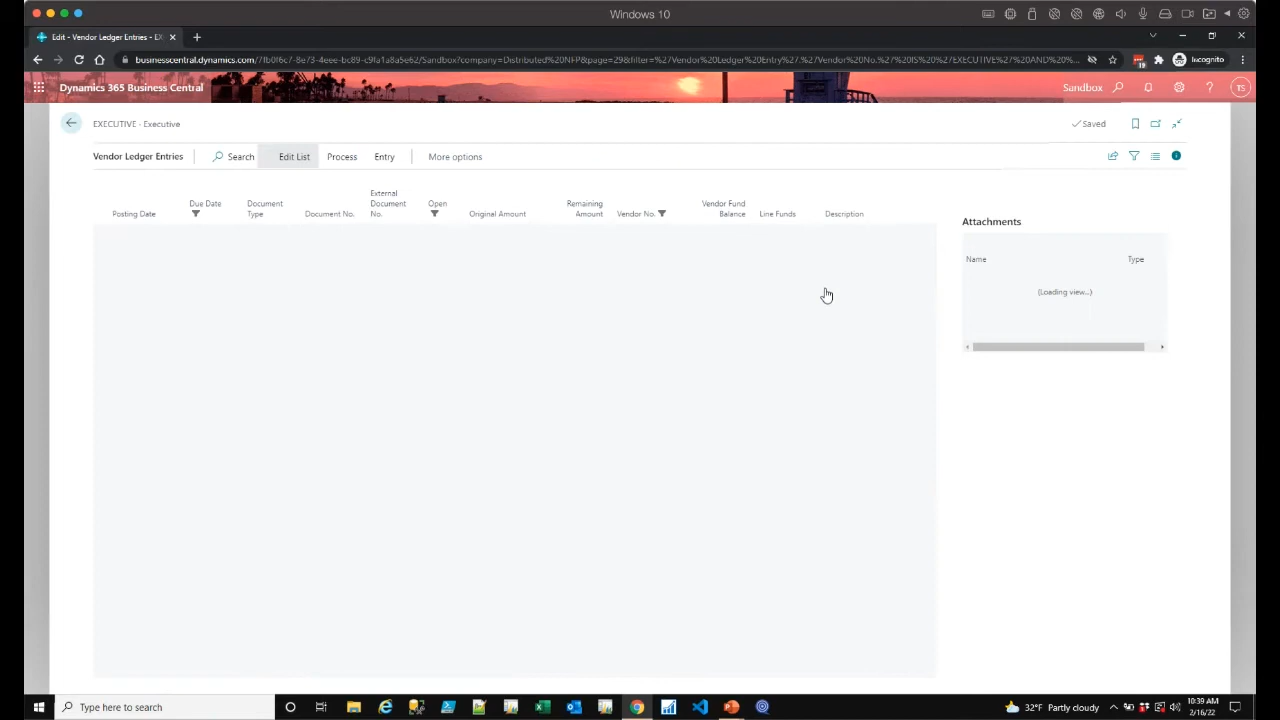 Windows 10
Edit - Vendor Ledger Entries - EX
businesscentral.dynamics.com
Incognito
Dynamics 365 Business Central
Sandbox
TS
EXECUTIVE - Executive
Saved
Vendor Ledger Entries
Search
Edit List
Process
Entry
More options
Posting Date
Due Date
Document
Type
Document No.
External
Document
No.
Open
Original Amount
Remaining
Amount
Vendor No.
Vendor Fund
Balance
Line Funds
Description
Attachments
Name
Type
(Loading view...)
Type here to search
32°F Partly cloudy
10:39 AM
2/16/22